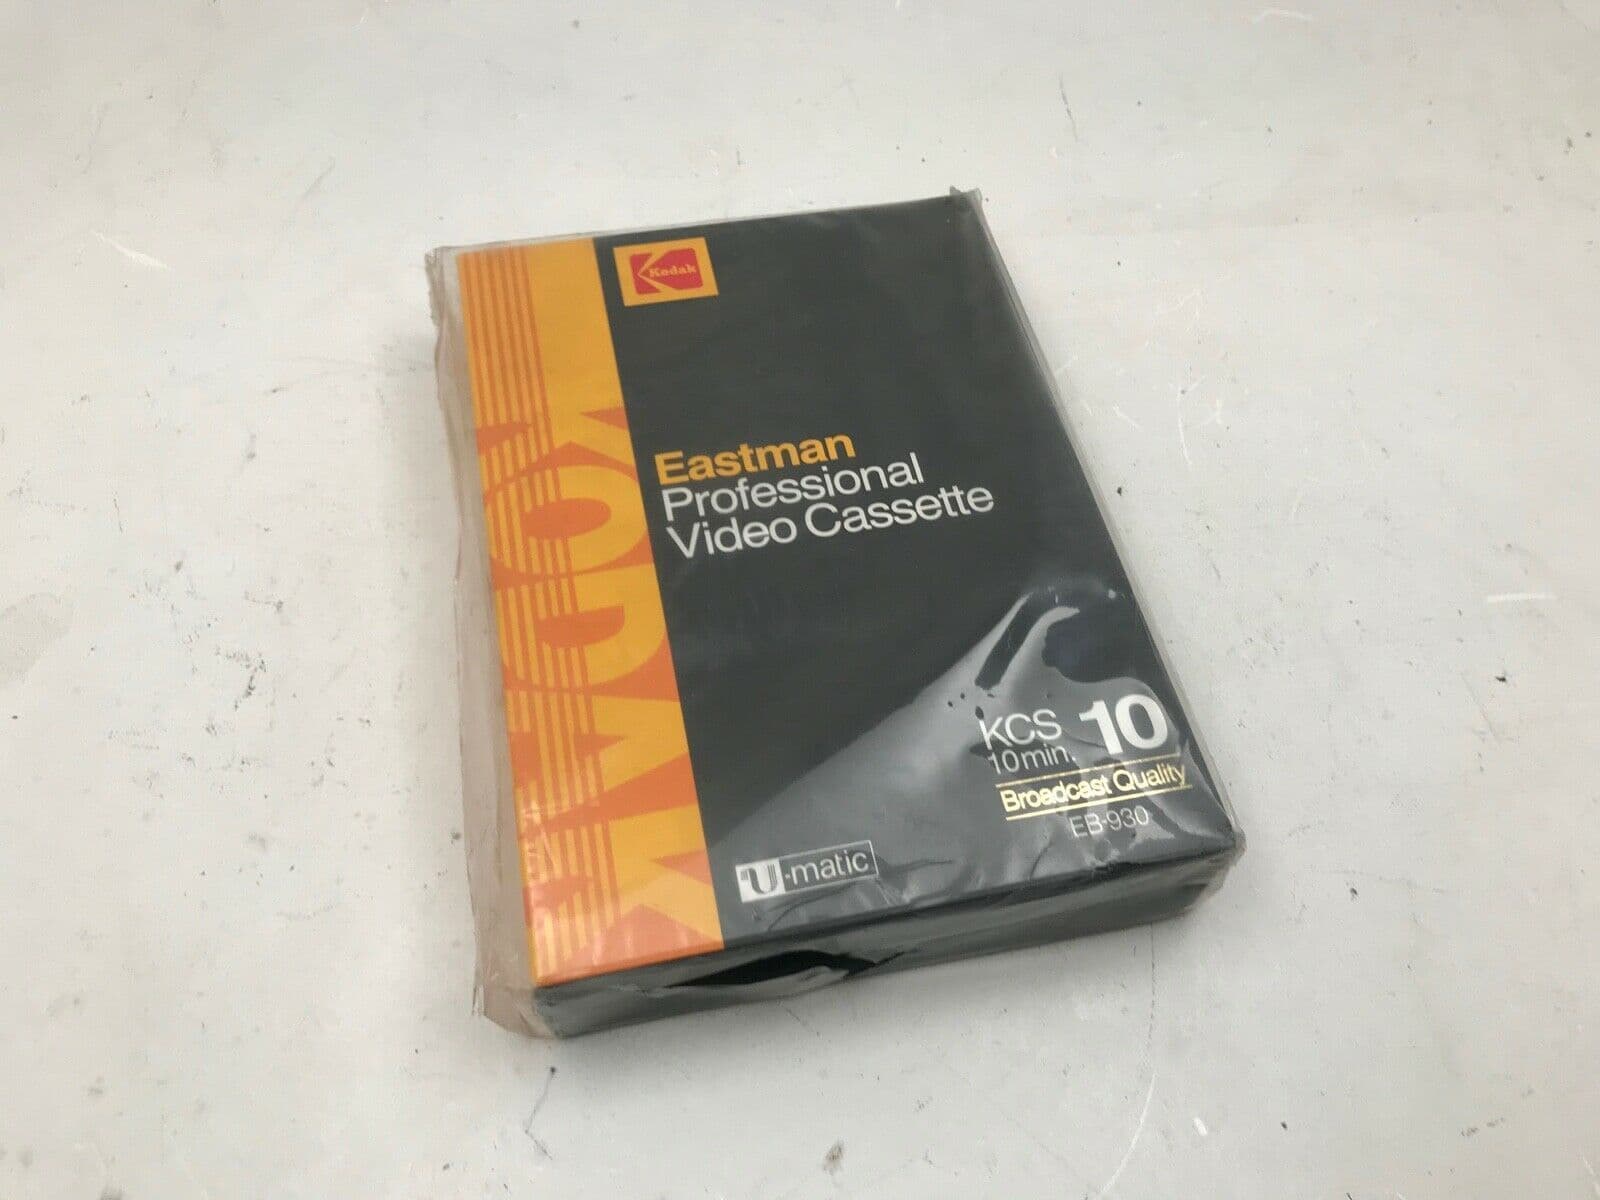 Kodak
KODAK
Eastman
Professional
Video Cassette
KCS 10
10 min.
Broadcast Quality
EB-930
U-matic